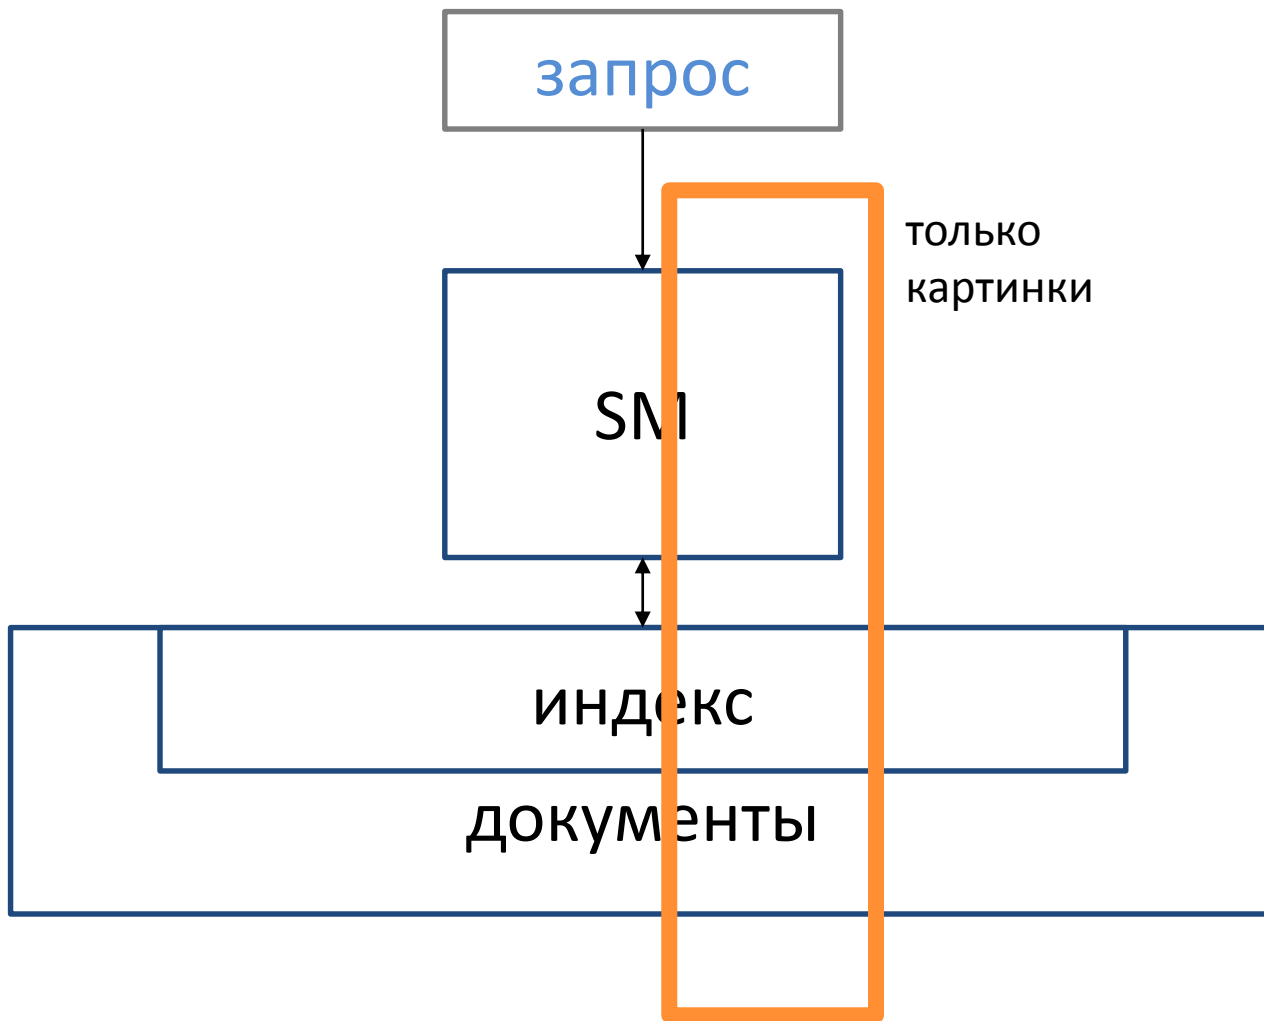 запрос
только
картинки
SM
индекс
документы